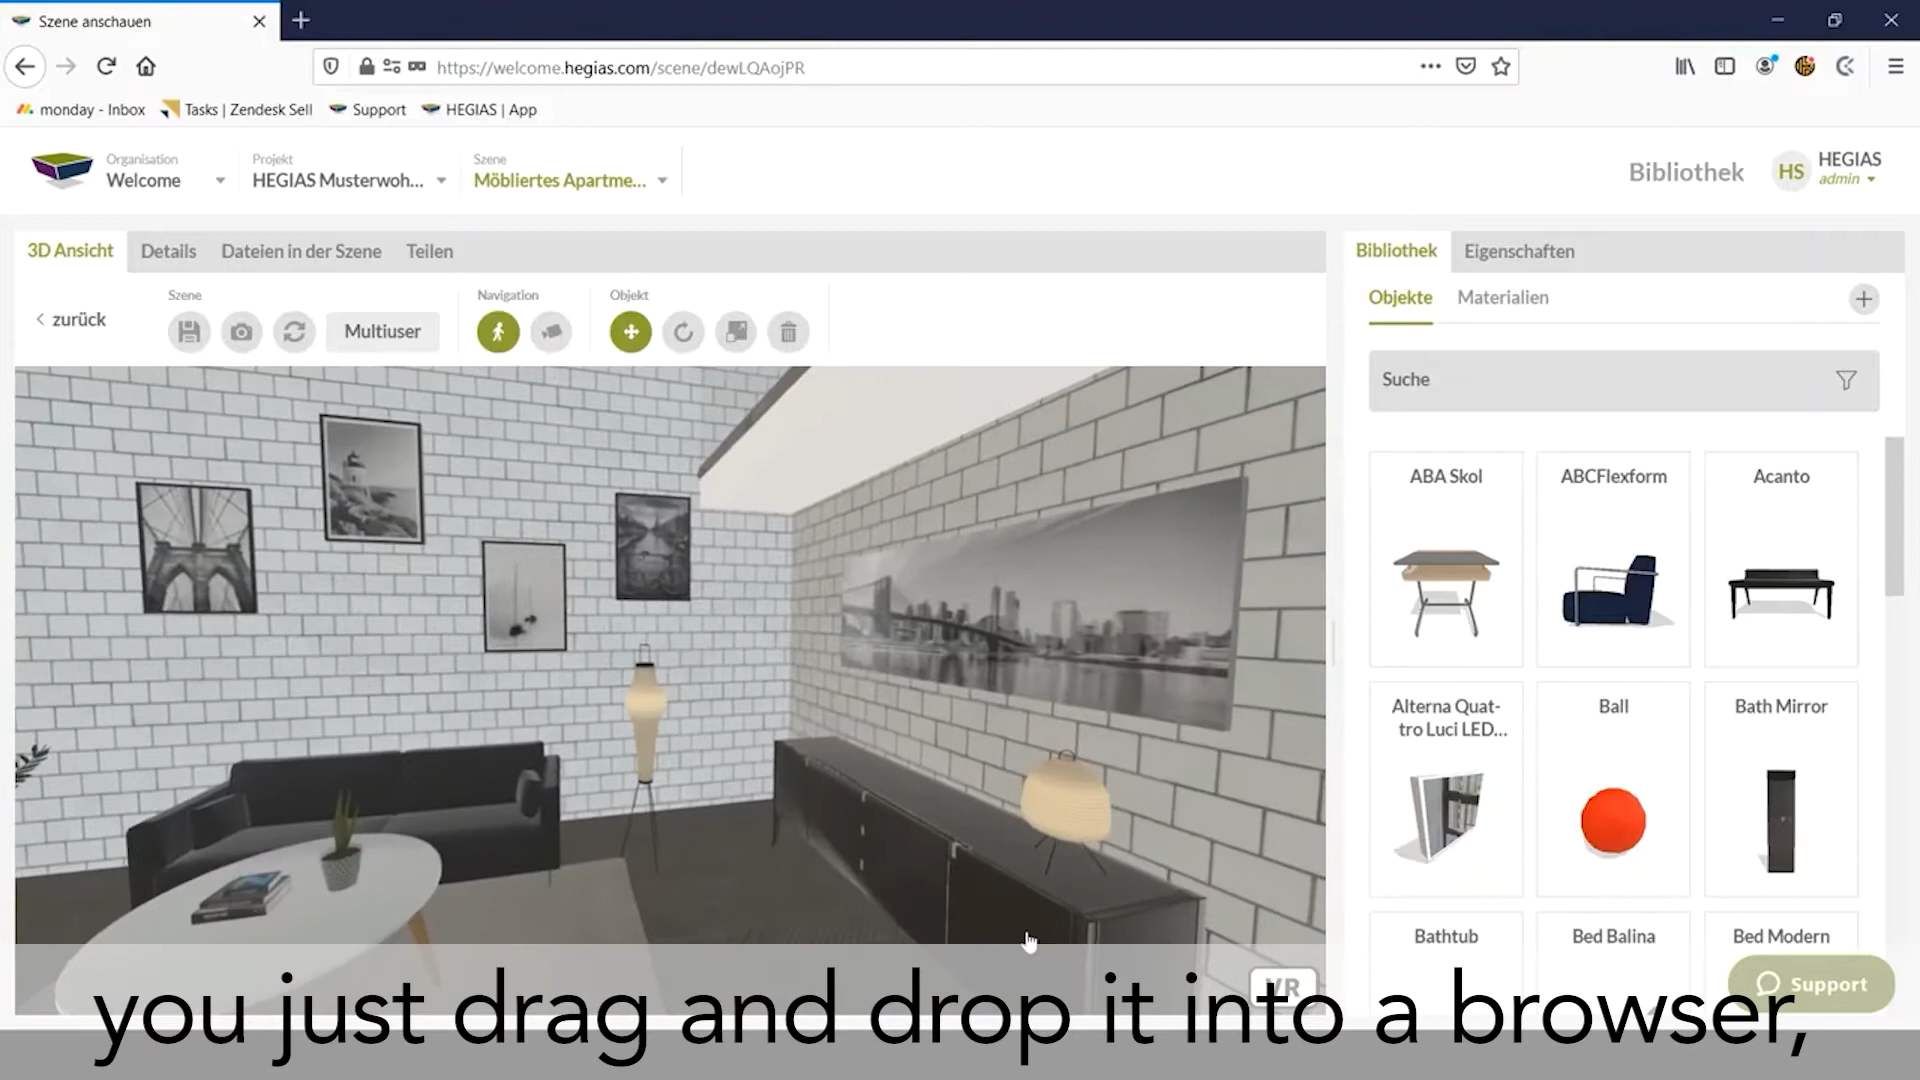 Szene anschauen
https://welcome.hegias.com/scene/dewLQAojPR
monday - Inbox
Tasks | Zendesk Sell
Support
HEGIAS | App
Organisation
Welcome
Projekt
HEGIAS Musterwoh...
Szene
Möbliertes Apartme...
Bibliothek
HS
HEGIAS
admin
3D Ansicht
Details
Dateien in der Szene
Teilen
Bibliothek
Eigenschaften
zurück
Szene
Multiuser
Navigation
Objekt
Objekte
Materialien
Suche
ABA Skol
ABCFlexform
Acanto
Alterna Quat-
tro Luci LED...
Ball
Bath Mirror
Bathtub
Bed Balina
Bed Modern
VR
Support
you just drag and drop it into a browser,